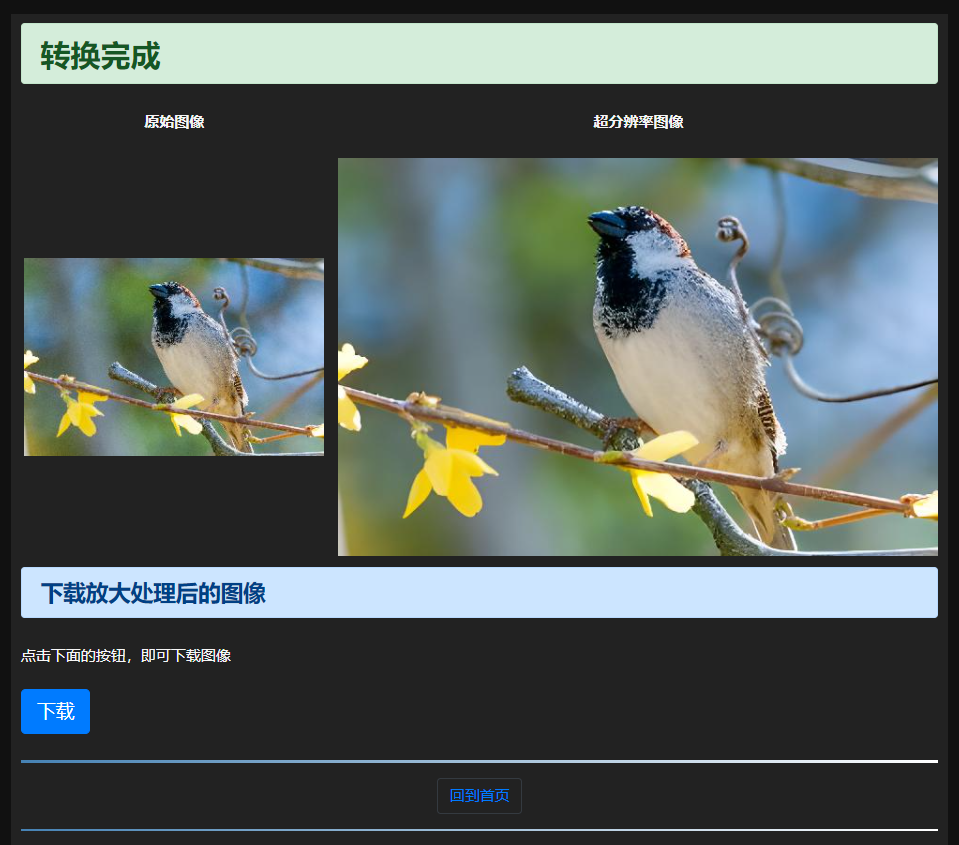 转换完成
原始图像
超分辨率图像
下载放大处理后的图像
点击下面的按钮，即可下载图像
下载
回到首页